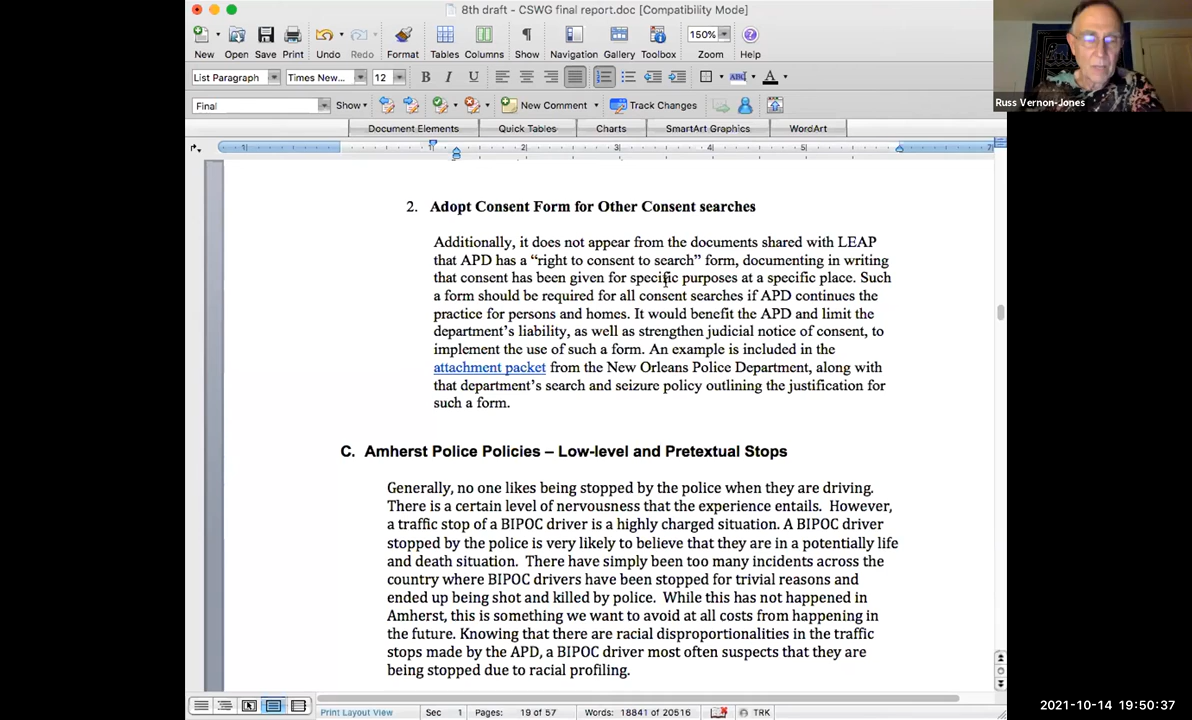 8th draft - CSWG final report.doc [Compatibility Mode]
New Open Save Print Undo Redo Format Tables Columns Show Navigation Gallery Toolbox Zoom Help
150%
List Paragraph Times New... 12 B I U ABC A
Final Show New Comment Track Changes
Document Elements Quick Tables Charts SmartArt Graphics WordArt
1 1 2 3 4 5 7
Russ Vernon-Jones
2. Adopt Consent Form for Other Consent searches
Additionally, it does not appear from the documents shared with LEAP
that APD has a “right to consent to search” form, documenting in writing
that consent has been given for specific purposes at a specific place. Such
a form should be required for all consent searches if APD continues the
practice for persons and homes. It would benefit the APD and limit the
department’s liability, as well as strengthen judicial notice of consent, to
implement the use of such a form. An example is included in the
attachment packet from the New Orleans Police Department, along with
that department’s search and seizure policy outlining the justification for
such a form.
C. Amherst Police Policies – Low-level and Pretextual Stops
Generally, no one likes being stopped by the police when they are driving.
There is a certain level of nervousness that the experience entails. However,
a traffic stop of a BIPOC driver is a highly charged situation. A BIPOC driver
stopped by the police is very likely to believe that they are in a potentially life
and death situation. There have simply been too many incidents across the
country where BIPOC drivers have been stopped for trivial reasons and
ended up being shot and killed by police. While this has not happened in
Amherst, this is something we want to avoid at all costs from happening in
the future. Knowing that there are racial disproportionalities in the traffic
stops made by the APD, a BIPOC driver most often suspects that they are
being stopped due to racial profiling.
Print Layout View Sec 1 Pages: 19 of 57 Words: 18841 of 20516 TRK
2021-10-14 19:50:37